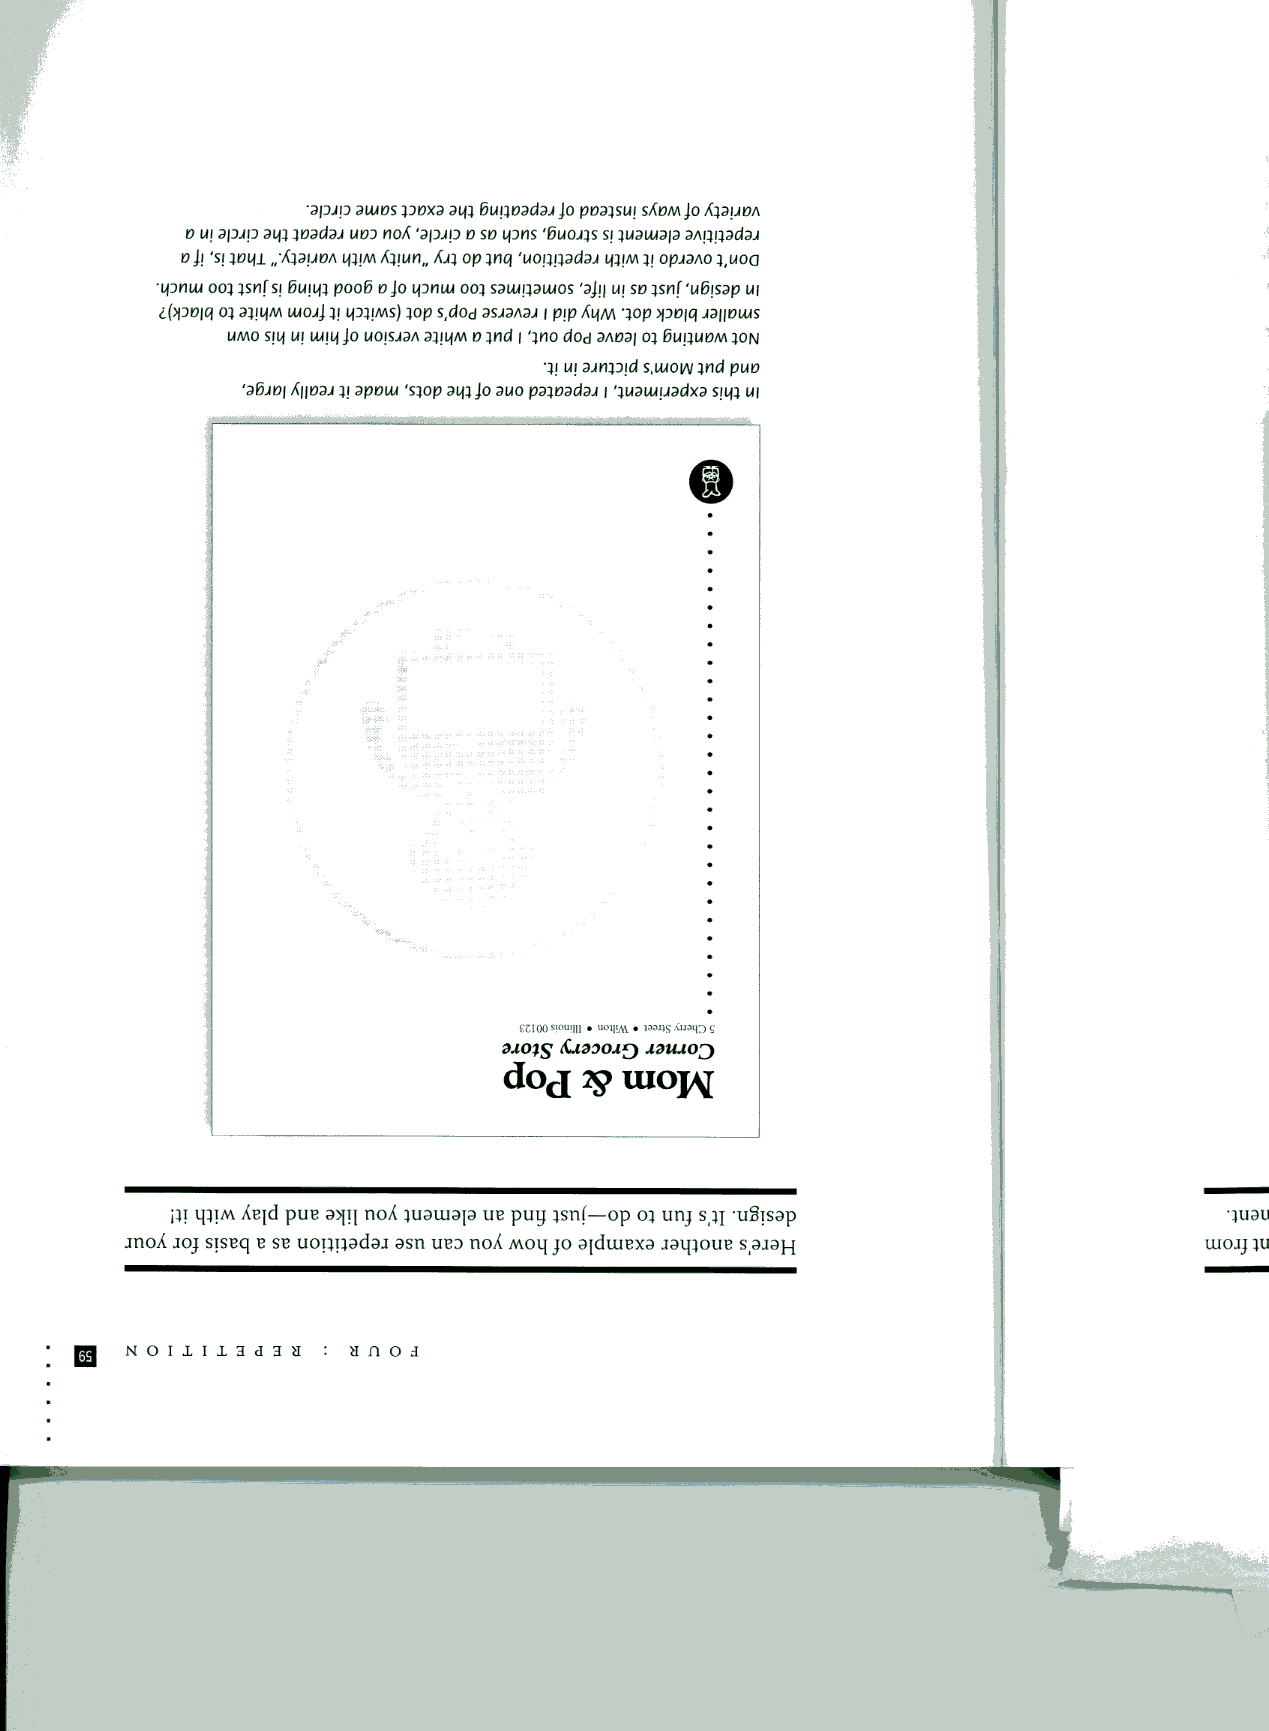 FOUR : REPETITION 59
Here's another example of how you can use repetition as a basis for your
design. It's fun to do—just find an element you like and play with it!
Mom & Pop
Corner Grocery Store
5 Cherry Street • Wilton • Illinois 00123
In this experiment, I repeated one of the dots, made it really large,
and put Mom's picture in it.
Not wanting to leave Pop out, I put a white version of him in his own
smaller black dot. Why did I reverse Pop's dot (switch it from white to black)?
In design, just as in life, sometimes too much of a good thing is just too much.
Don't overdo it with repetition, but do try "unity with variety." That is, if a
repetitive element is strong, such as a circle, you can repeat the circle in a
variety of ways instead of repeating the exact same circle.